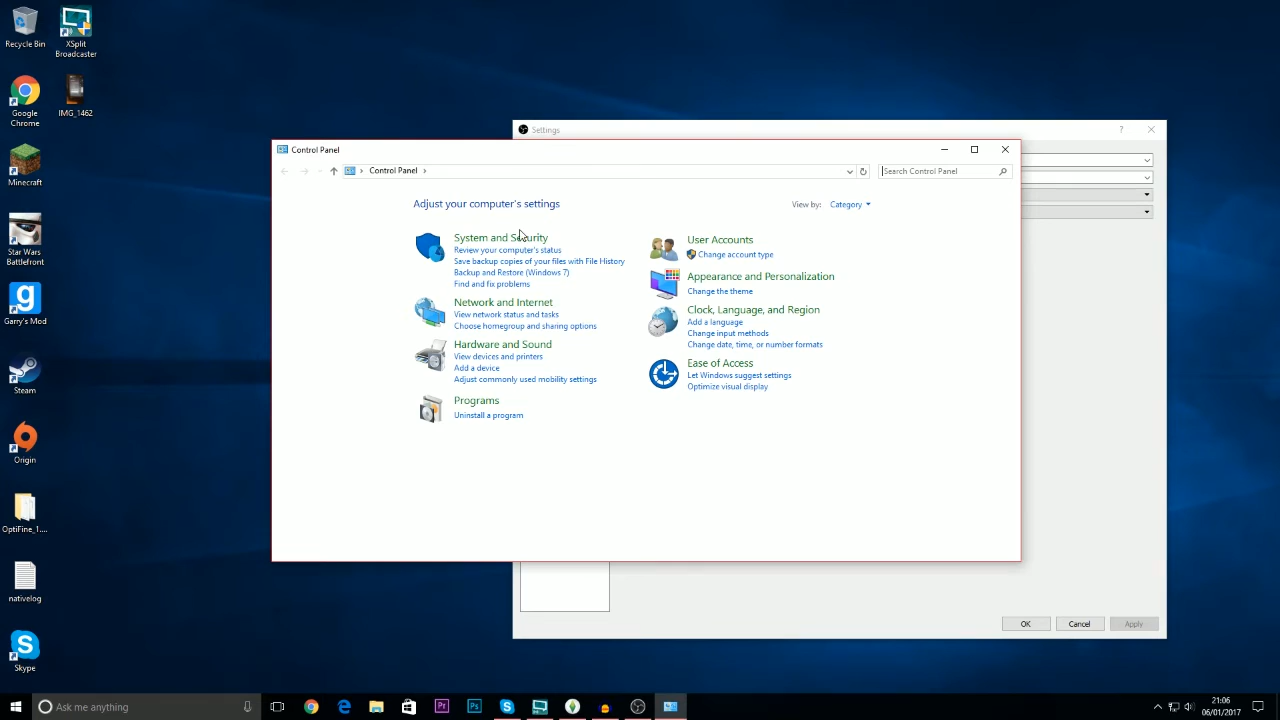 Recycle Bin
XSplit
Broadcaster
Google
Chrome
IMG_1462
Minecraft
Star Wars
Battlefront
Garry's Mod
Steam
Origin
OptiFine_1....
nativelog
Skype
Settings
?
Control Panel
Control Panel
Search Control Panel
Adjust your computer's settings
View by: Category
System and Security
Review your computer's status
Save backup copies of your files with File History
Backup and Restore (Windows 7)
Find and fix problems
Network and Internet
View network status and tasks
Choose homegroup and sharing options
Hardware and Sound
View devices and printers
Add a device
Adjust commonly used mobility settings
Programs
Uninstall a program
User Accounts
Change account type
Appearance and Personalization
Change the theme
Clock, Language, and Region
Add a language
Change input methods
Change date, time, or number formats
Ease of Access
Let Windows suggest settings
Optimize visual display
OK
Cancel
Apply
Ask me anything
Pr
Ps
21:06
06/01/2017